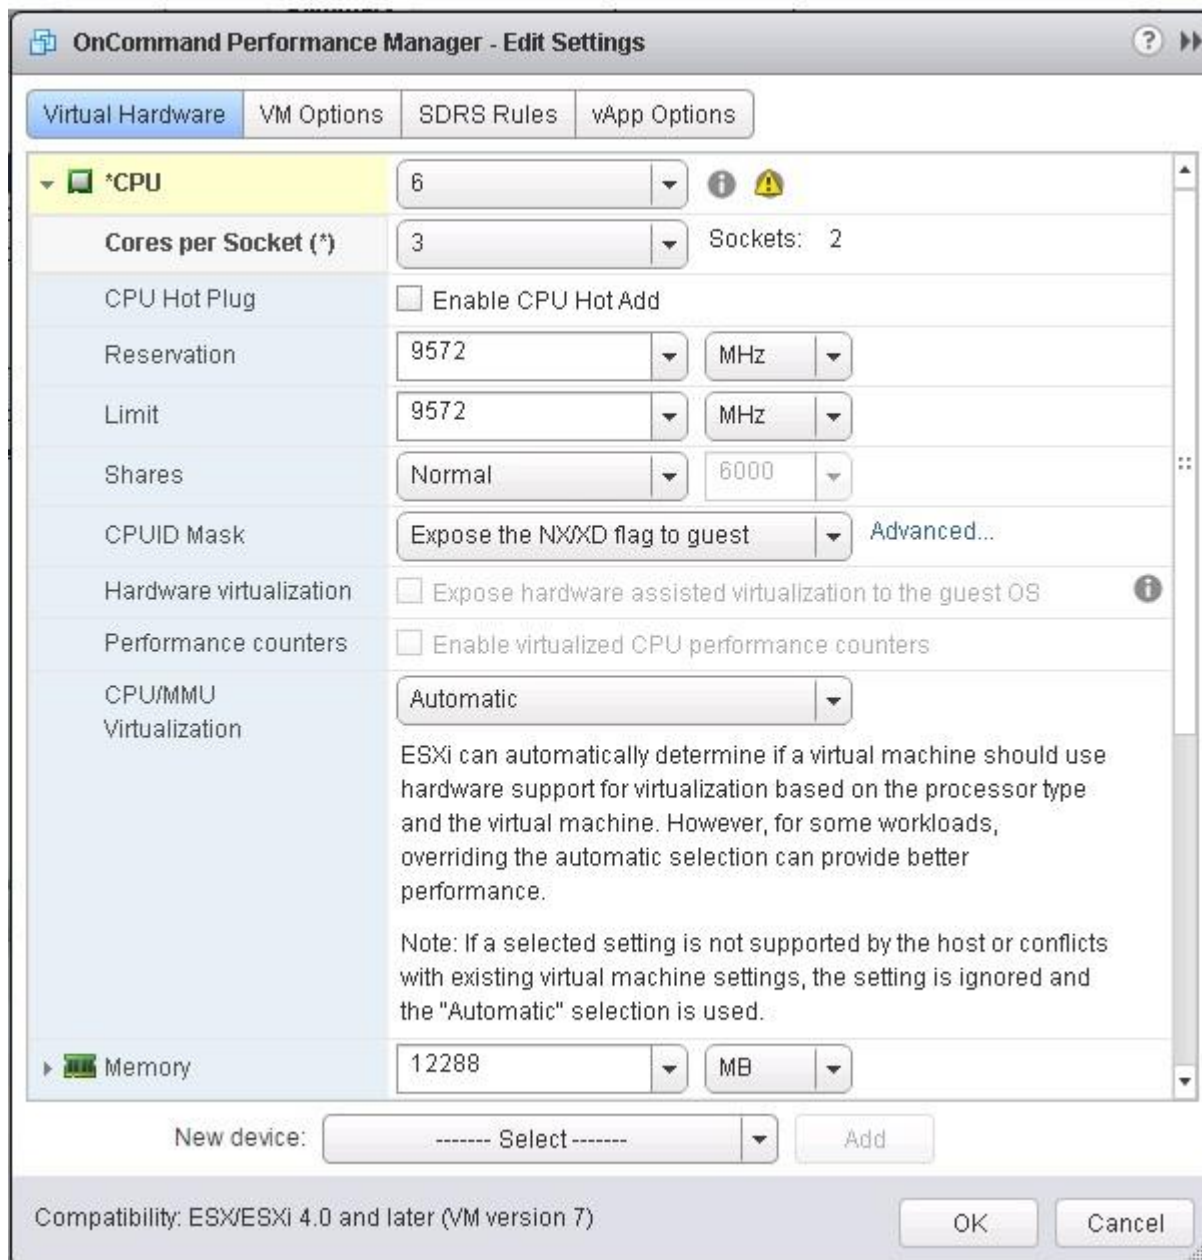 OnCommand Performance Manager - Edit Settings
Virtual Hardware VM Options SDRS Rules vApp Options
*CPU 6
Cores per Socket (*) 3 Sockets: 2
CPU Hot Plug Enable CPU Hot Add
Reservation 9572 MHz
Limit 9572 MHz
Shares Normal 6000
CPUID Mask Expose the NX/XD flag to guest Advanced...
Hardware virtualization Expose hardware assisted virtualization to the guest OS
Performance counters Enable virtualized CPU performance counters
CPU/MMU
Virtualization
Automatic
ESXi can automatically determine if a virtual machine should use
hardware support for virtualization based on the processor type
and the virtual machine. However, for some workloads,
overriding the automatic selection can provide better
performance.
Note: If a selected setting is not supported by the host or conflicts
with existing virtual machine settings, the setting is ignored and
the "Automatic" selection is used.
Memory 12288 MB
New device: ------- Select ------- Add
Compatibility: ESX/ESXi 4.0 and later (VM version 7) OK Cancel